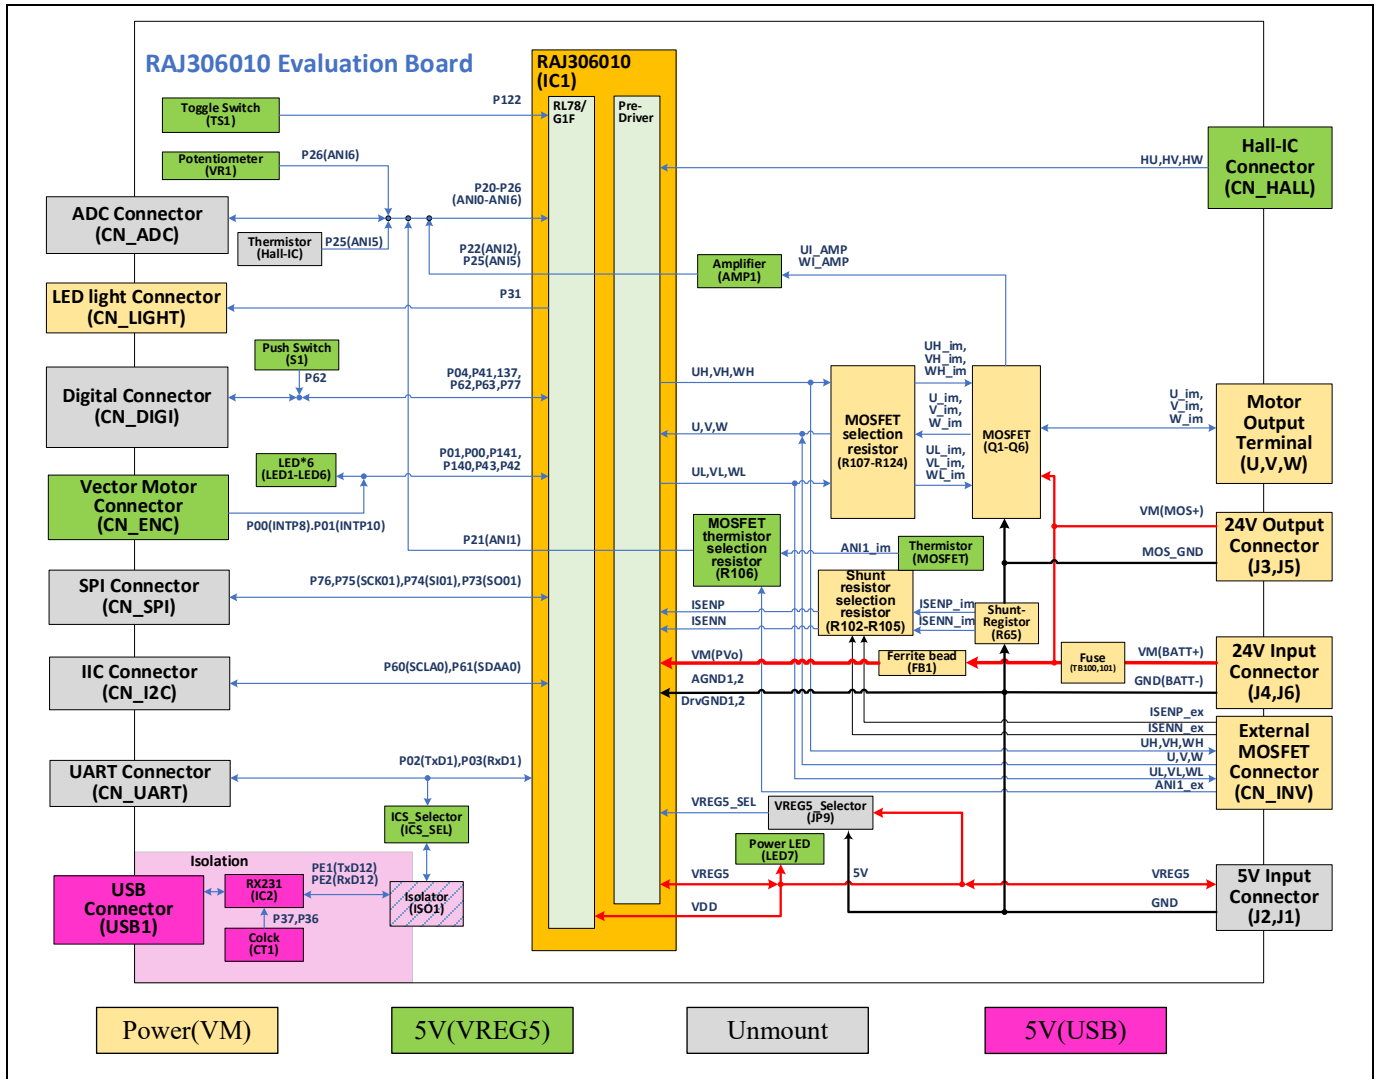 RAJ306010 Evaluation Board
RAJ306010
(IC1)
RL78/
G1F
Pre-
Driver
Toggle Switch
(TS1)
P122
Potentiometer
(VR1)
P26(ANI6)
P20-P26
(ANI0-ANI6)
ADC Connector
(CN_ADC)
Thermistor
(Hall-IC)
P25(ANI5)
P22(ANI2),
P25(ANI5)
LED light Connector
(CN_LIGHT)
P31
Push Switch
(S1)
P62
P04,P41,137,
P62,P63,P77
Digital Connector
(CN_DIGI)
LED*6
(LED1-LED6)
P01,P00,P141,
P140,P43,P42
Vector Motor
Connector
(CN_ENC)
P00(INTP8).P01(INTP10)
P21(ANI1)
SPI Connector
(CN_SPI)
P76,P75(SCK01),P74(SI01),P73(SO01)
IIC Connector
(CN_I2C)
P60(SCLA0),P61(SDAA0)
UART Connector
(CN_UART)
P02(TxD1),P03(RxD1)
ICS_Selector
(ICS_SEL)
Isolation
USB
Connector
(USB1)
RX231
(IC2)
PE1(TxD12)
PE2(RxD12)
Isolator
(ISO1)
P37,P36
Colck
(CT1)
HU,HV,HW
Hall-IC
Connector
(CN_HALL)
Amplifier
(AMP1)
UI_AMP
WI_AMP
UH,VH,WH
U,V,W
UL,VL,WL
MOSFET
selection
resistor
(R107-R124)
UH_im,
VH_im,
WH_im
U_im,
V_im,
W_im
UL_im,
VL_im,
WL_im
MOSFET
(Q1-Q6)
U_im,
V_im,
W_im
Motor
Output
Terminal
(U,V,W)
VM(MOS+)
MOS_GND
24V Output
Connector
(J3,J5)
MOSFET
thermistor
selection
resistor
(R106)
ANI1_im
Thermistor
(MOSFET)
ISENP
ISENN
Shunt
resistor
selection
resistor
(R102-R105)
ISENP_im
ISENN_im
Shunt-
Registor
(R65)
VM(PVo)
Ferrite bead
(FB1)
Fuse
(TB100,101)
VM(BATT+)
GND(BATT-)
24V Input
Connector
(J4,J6)
AGND1,2
DrvGND1,2
ISENP_ex
ISENN_ex
UH,VH,WH
U,V,W
UL,VL,WL
ANI1_ex
External
MOSFET
Connector
(CN_INV)
VREG5_SEL
VREG5_Selector
(JP9)
Power LED
(LED7)
VREG5
5V
VREG5
VDD
GND
5V Input
Connector
(J2,J1)
Power(VM)
5V(VREG5)
Unmount
5V(USB)